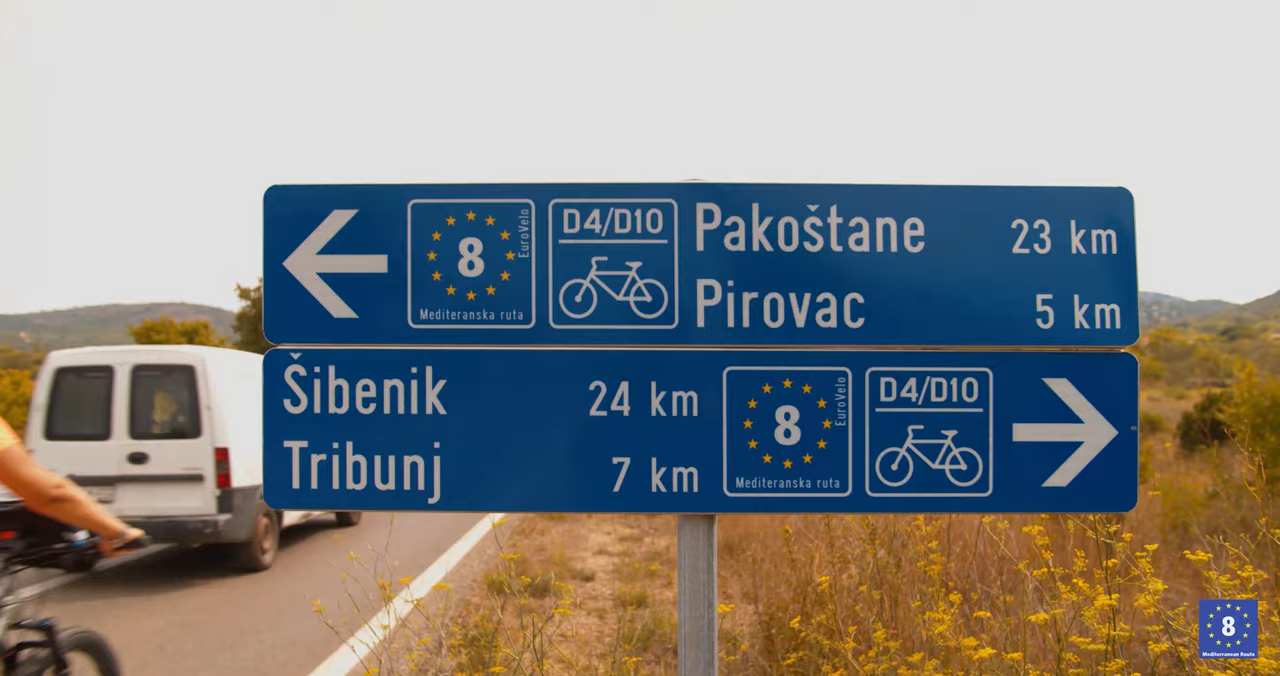 D4/D10 Pakoštane 23 km
8 EuroVelo
Mediteranska ruta
Pirovac 5 km
Šibenik 24 km
8 EuroVelo
Mediteranska ruta
D4/D10
Tribunj 7 km
8
Mediterranean Route